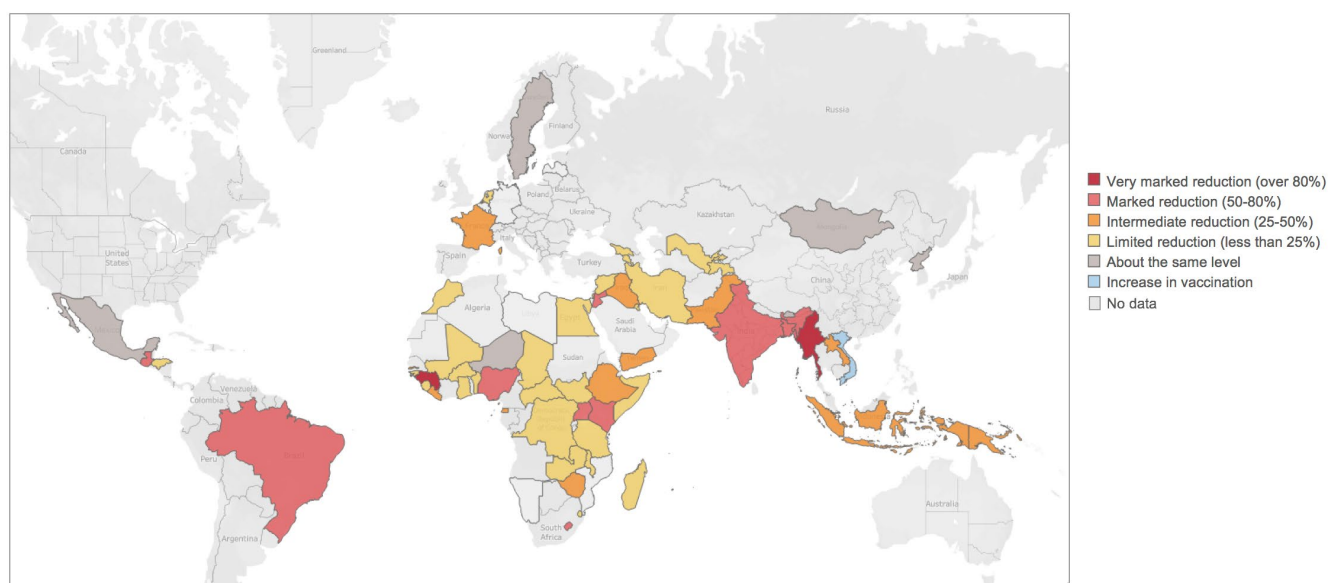 Greenland
Russia
Norwa
Finland
Canada
Poland
Belarus
Ukraine
Kazakhstan
Mongolia
Italy
United
States
Spain
Turkey
China
Japan
Algeria
Saudi
Arabia
Sudan
Venezuela
Colombia
Peru
Brazil
South
Africa
Australia
Argentina
Very marked reduction (over 80%)
Marked reduction (50-80%)
Intermediate reduction (25-50%)
Limited reduction (less than 25%)
About the same level
Increase in vaccination
No data